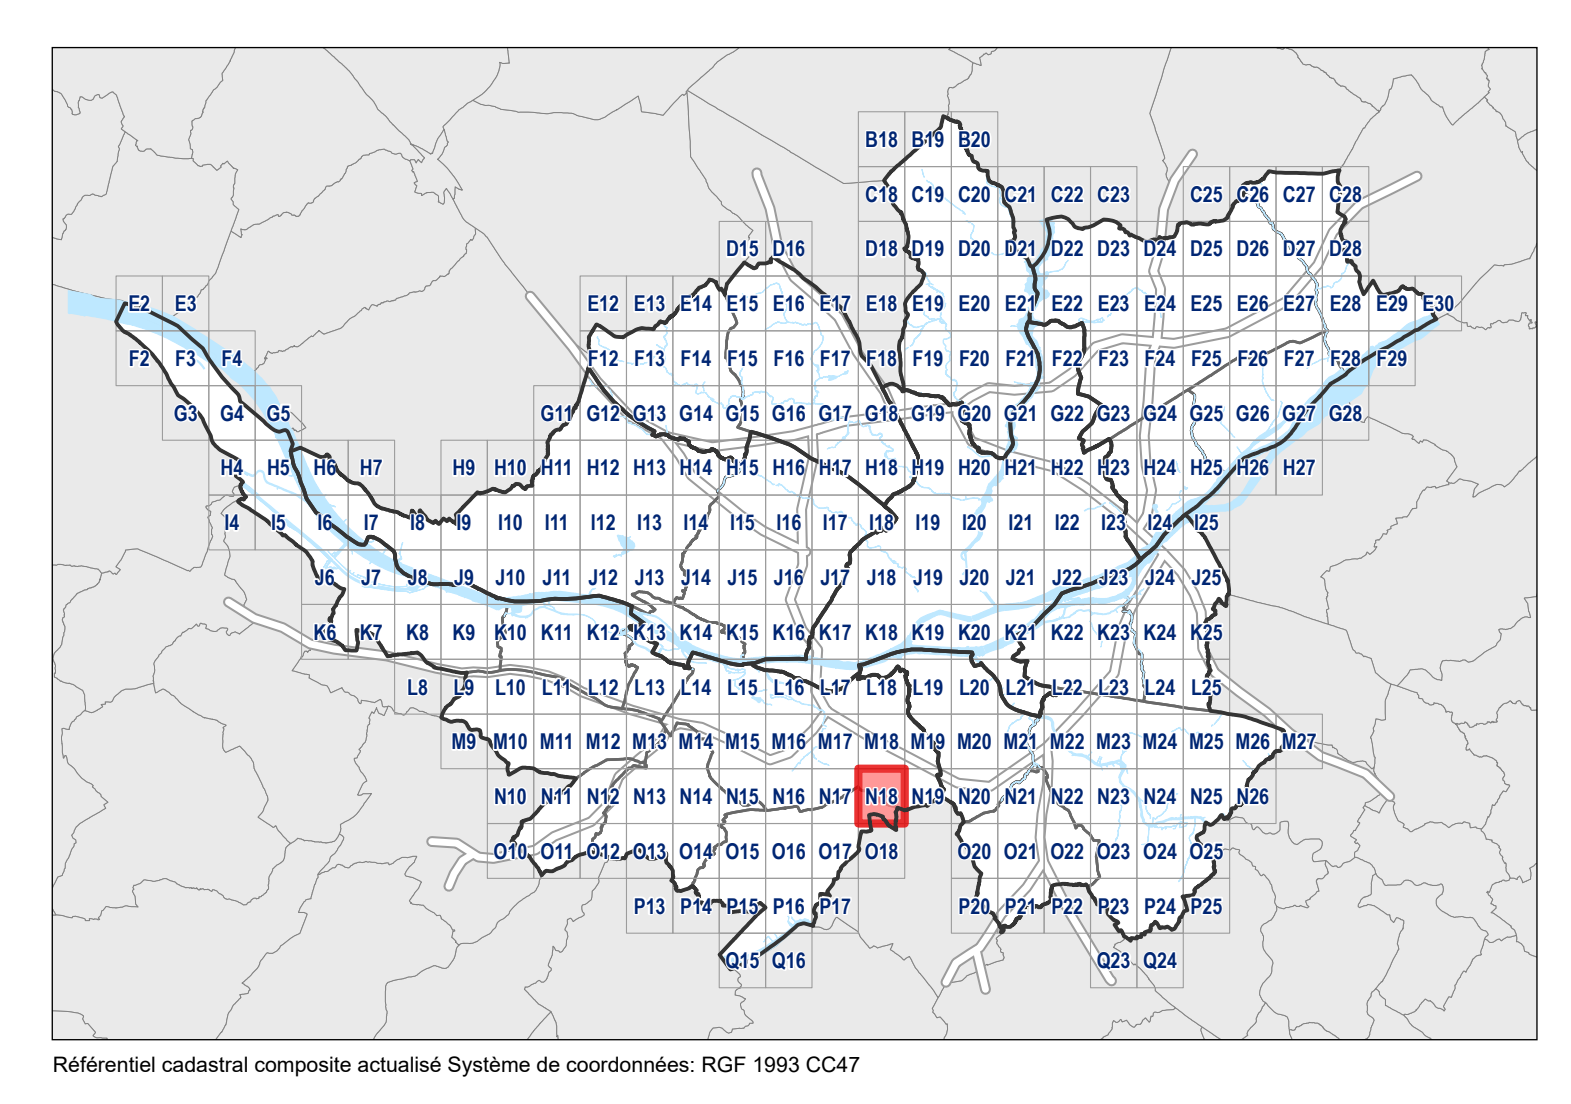 B18 B19 B20
C18 C19 C20 C21 C22 C23 C25 C26 C27 C28
D15 D16 D18 D19 D20 D21 D22 D23 D24 D25 D26 D27 D28
E2 E3 E12 E13 E14 E15 E16 E17 E18 E19 E20 E21 E22 E23 E24 E25 E26 E27 E28 E29 E30
F2 F3 F4 F12 F13 F14 F15 F16 F17 F18 F19 F20 F21 F22 F23 F24 F25 F26 F27 F28 F29
G3 G4 G5 G11 G12 G13 G14 G15 G16 G17 G18 G19 G20 G21 G22 G23 G24 G25 G26 G27 G28
H4 H5 H6 H7 H9 H10 H11 H12 H13 H14 H15 H16 H17 H18 H19 H20 H21 H22 H23 H24 H25 H26 H27
I4 I5 I6 I7 I8 I9 I10 I11 I12 I13 I14 I15 I16 I17 I18 I19 I20 I21 I22 I23 I24 I25
J6 J7 J8 J9 J10 J11 J12 J13 J14 J15 J16 J17 J18 J19 J20 J21 J22 J23 J24 J25
K6 K7 K8 K9 K10 K11 K12 K13 K14 K15 K16 K17 K18 K19 K20 K21 K22 K23 K24 K25
L8 L9 L10 L11 L12 L13 L14 L15 L16 L17 L18 L19 L20 L21 L22 L23 L24 L25
M9 M10 M11 M12 M13 M14 M15 M16 M17 M18 M19 M20 M21 M22 M23 M24 M25 M26 M27
N10 N11 N12 N13 N14 N15 N16 N17 N18 N19 N20 N21 N22 N23 N24 N25 N26
O10 O11 O12 O13 O14 O15 O16 O17 O18 O20 O21 O22 O23 O24 O25
P13 P14 P15 P16 P17 P20 P21 P22 P23 P24 P25
Q15 Q16 Q23 Q24
Référentiel cadastral composite actualisé Système de coordonnées: RGF 1993 CC47